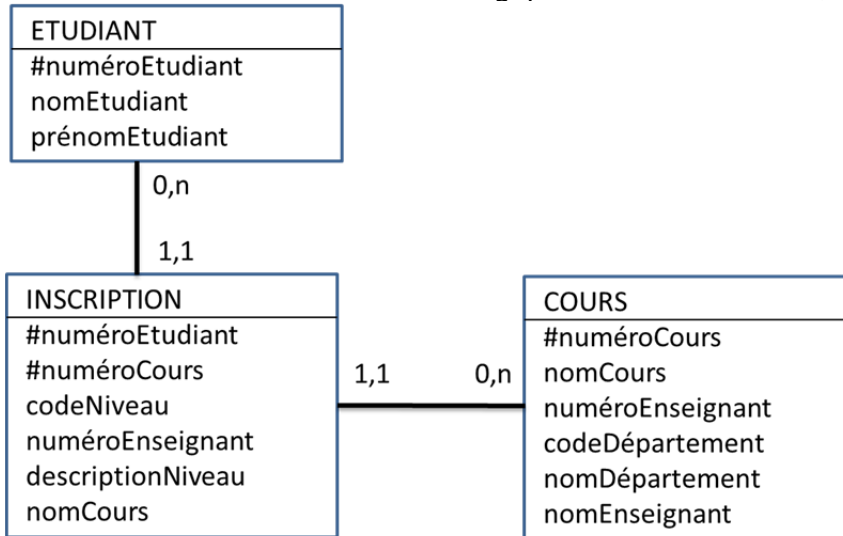 ETUDIANT
#numéroEtudiant
nomEtudiant
prénomEtudiant
0,n
1,1
INSCRIPTION
#numéroEtudiant
#numéroCours
codeNiveau
numéroEnseignant
descriptionNiveau
nomCours
1,1
0,n
COURS
#numéroCours
nomCours
numéroEnseignant
codeDépartement
nomDépartement
nomEnseignant